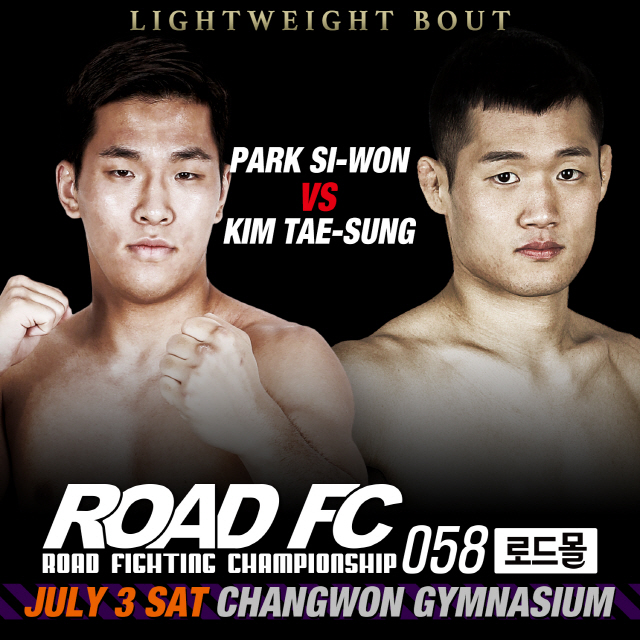 LIGHTWEIGHT BOUT
PARK SI-WON
VS
KIM TAE-SUNG
ROAD FC
ROAD FIGHTING CHAMPIONSHIP 058 로드몰
JULY 3 SAT CHANGWON GYMNASIUM